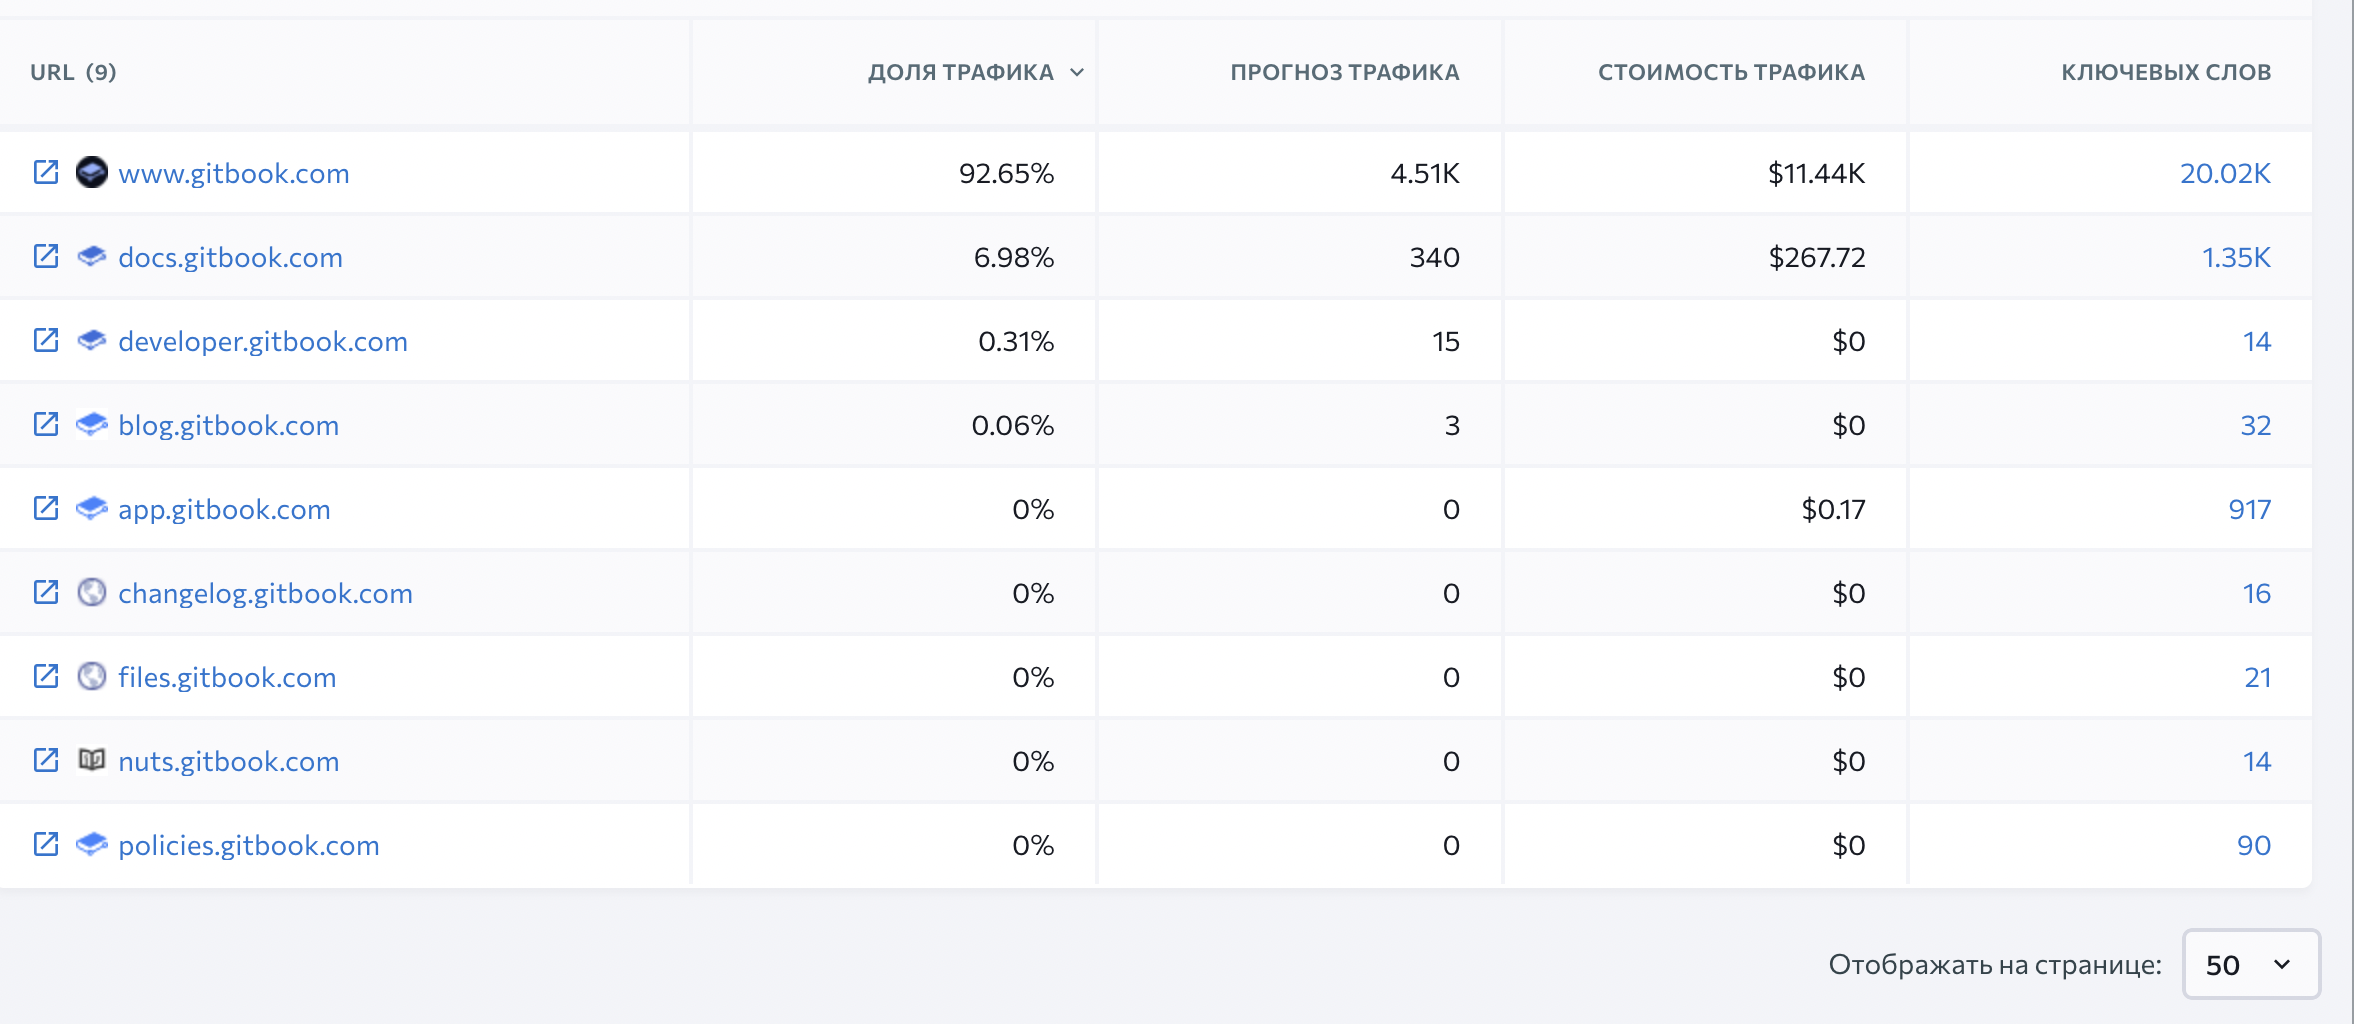 URL (9) ДОЛЯ ТРАФИКА ПРОГНОЗ ТРАФИКА СТОИМОСТЬ ТРАФИКА КЛЮЧЕВЫХ СЛОВ
www.gitbook.com 92.65% 4.51K $11.44K 20.02K
docs.gitbook.com 6.98% 340 $267.72 1.35K
developer.gitbook.com 0.31% 15 $0 14
blog.gitbook.com 0.06% 3 $0 32
app.gitbook.com 0% 0 $0.17 917
changelog.gitbook.com 0% 0 $0 16
files.gitbook.com 0% 0 $0 21
nuts.gitbook.com 0% 0 $0 14
policies.gitbook.com 0% 0 $0 90
Отображать на странице: 50